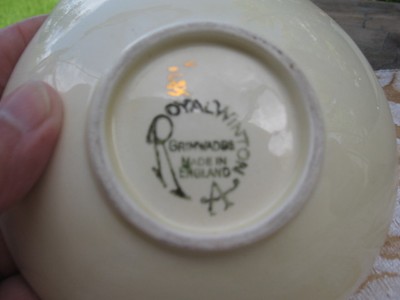 ROYAL WINTON
GRIMWADES
MADE IN
ENGLAND
A